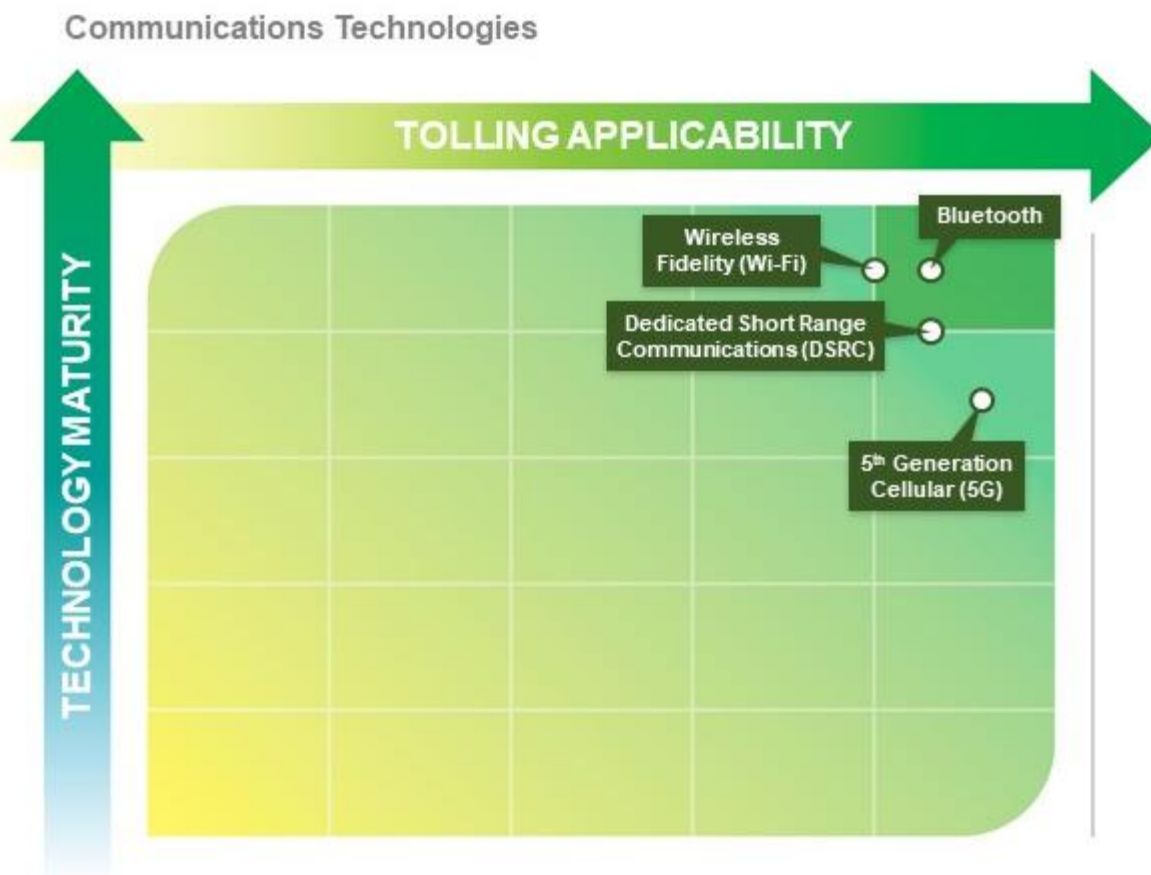 Communications Technologies
TOLLING APPLICABILITY
TECHNOLOGY MATURITY
Bluetooth
Wireless
Fidelity (Wi-Fi)
Dedicated Short Range
Communications (DSRC)
5th Generation
Cellular (5G)